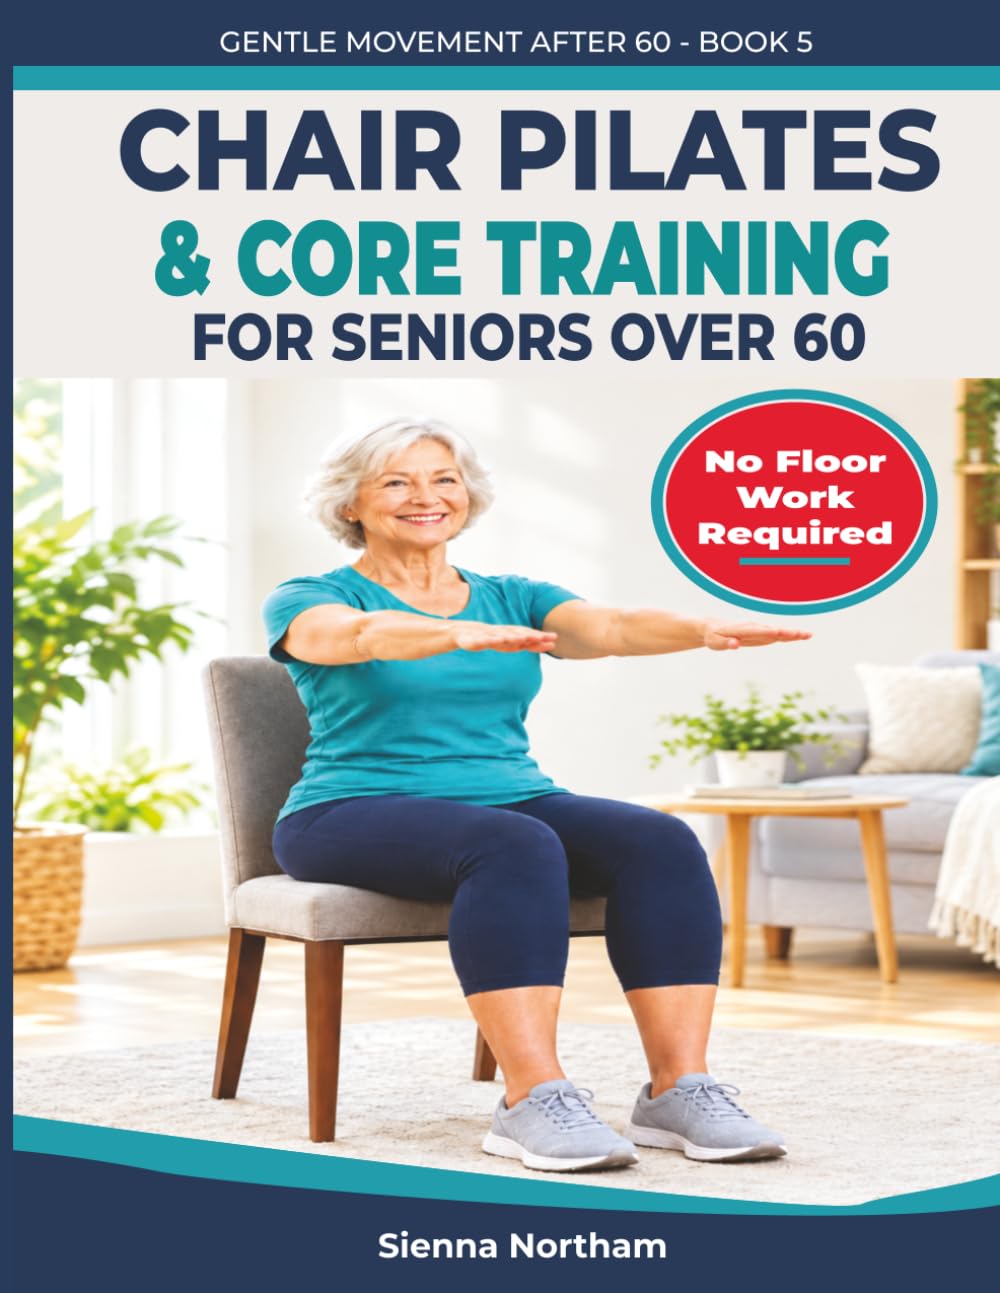 GENTLE MOVEMENT AFTER 60 - BOOK 5
CHAIR PILATES
& CORE TRAINING
FOR SENIORS OVER 60
No Floor
Work
Required
Sienna Northam